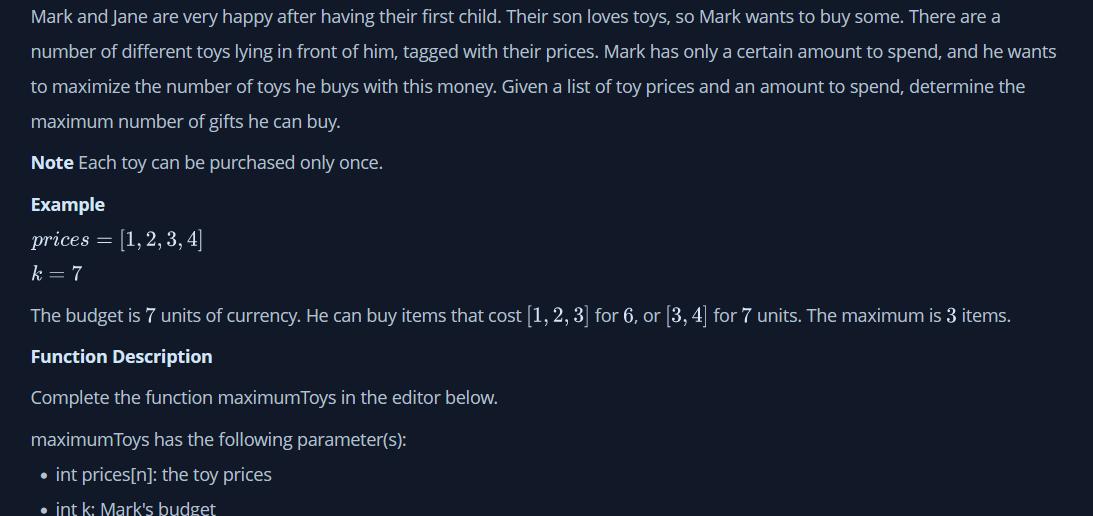 Mark and Jane are very happy after having their first child. Their son loves toys, so Mark wants to buy some. There are a
number of different toys lying in front of him, tagged with their prices. Mark has only a certain amount to spend, and he wants
to maximize the number of toys he buys with this money. Given a list of toy prices and an amount to spend, determine the
maximum number of gifts he can buy.
Note Each toy can be purchased only once.
Example
prices = [1, 2, 3, 4]
k = 7
The budget is 7 units of currency. He can buy items that cost [1, 2, 3] for 6, or [3, 4] for 7 units. The maximum is 3 items.
Function Description
Complete the function maximumToys in the editor below.
maximumToys has the following parameter(s):
• int prices[n]: the toy prices
• int k: Mark's budget